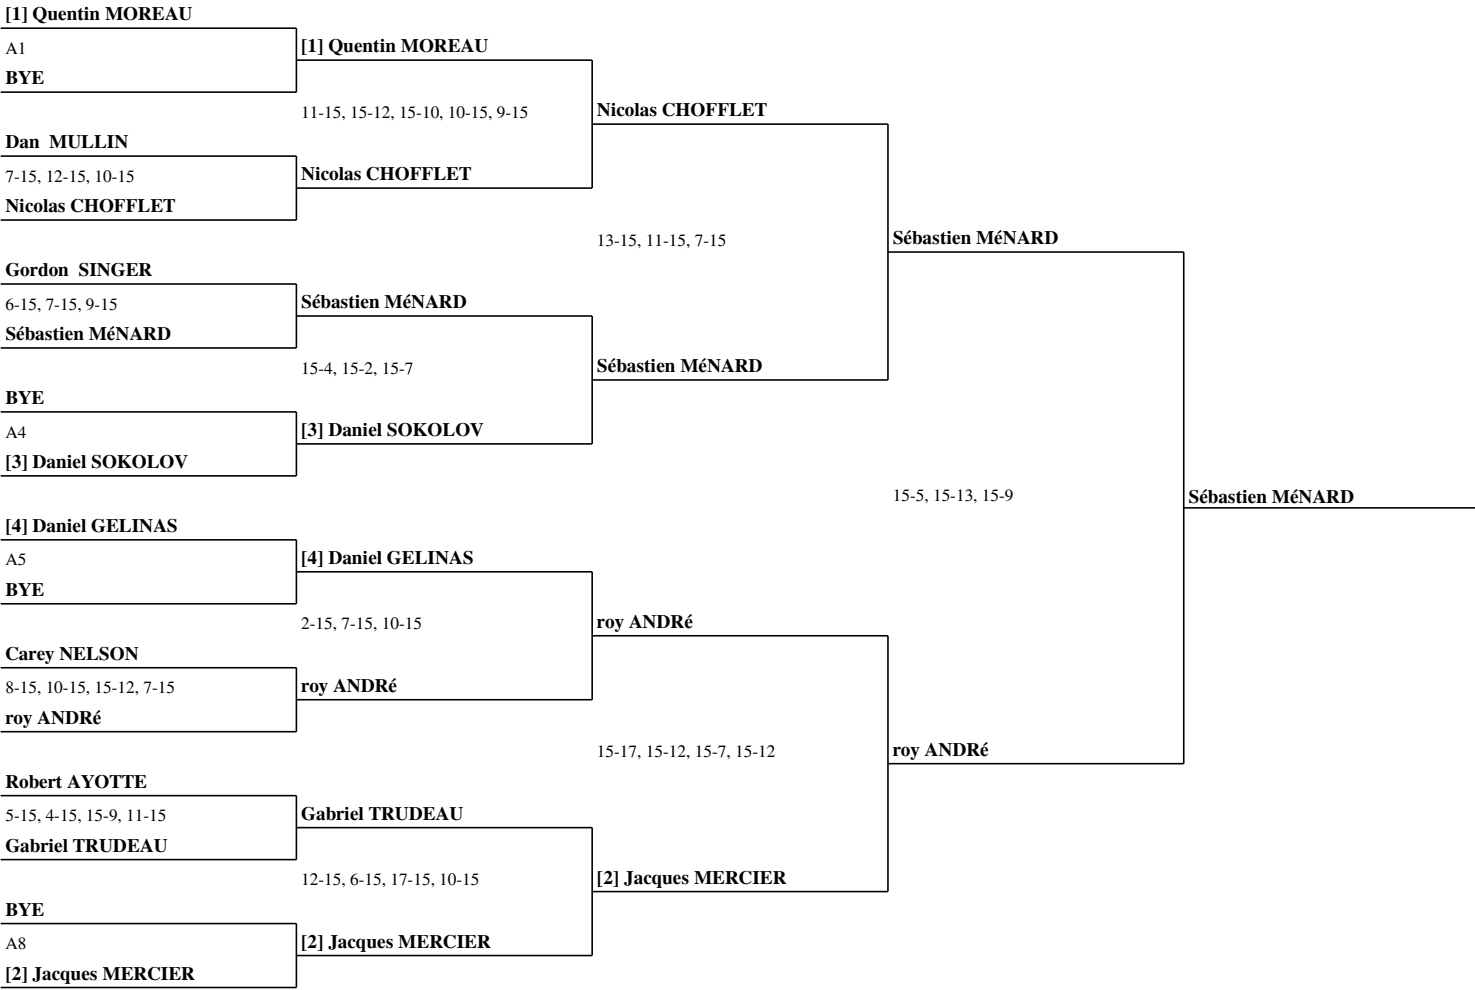 [1] Quentin MOREAU
A1
BYE
[1] Quentin MOREAU
11-15, 15-12, 15-10, 10-15, 9-15
Dan  MULLIN
7-15, 12-15, 10-15
Nicolas CHOFFLET
Nicolas CHOFFLET
Nicolas CHOFFLET
13-15, 11-15, 7-15
Gordon  SINGER
6-15, 7-15, 9-15
Sébastien MéNARD
Sébastien MéNARD
15-4, 15-2, 15-7
BYE
A4
[3] Daniel SOKOLOV
[3] Daniel SOKOLOV
Sébastien MéNARD
Sébastien MéNARD
15-5, 15-13, 15-9
Sébastien MéNARD
[4] Daniel GELINAS
A5
BYE
[4] Daniel GELINAS
2-15, 7-15, 10-15
Carey NELSON
8-15, 10-15, 15-12, 7-15
roy ANDRé
roy ANDRé
roy ANDRé
15-17, 15-12, 15-7, 15-12
roy ANDRé
Robert AYOTTE
5-15, 4-15, 15-9, 11-15
Gabriel TRUDEAU
Gabriel TRUDEAU
12-15, 6-15, 17-15, 10-15
BYE
A8
[2] Jacques MERCIER
[2] Jacques MERCIER
[2] Jacques MERCIER